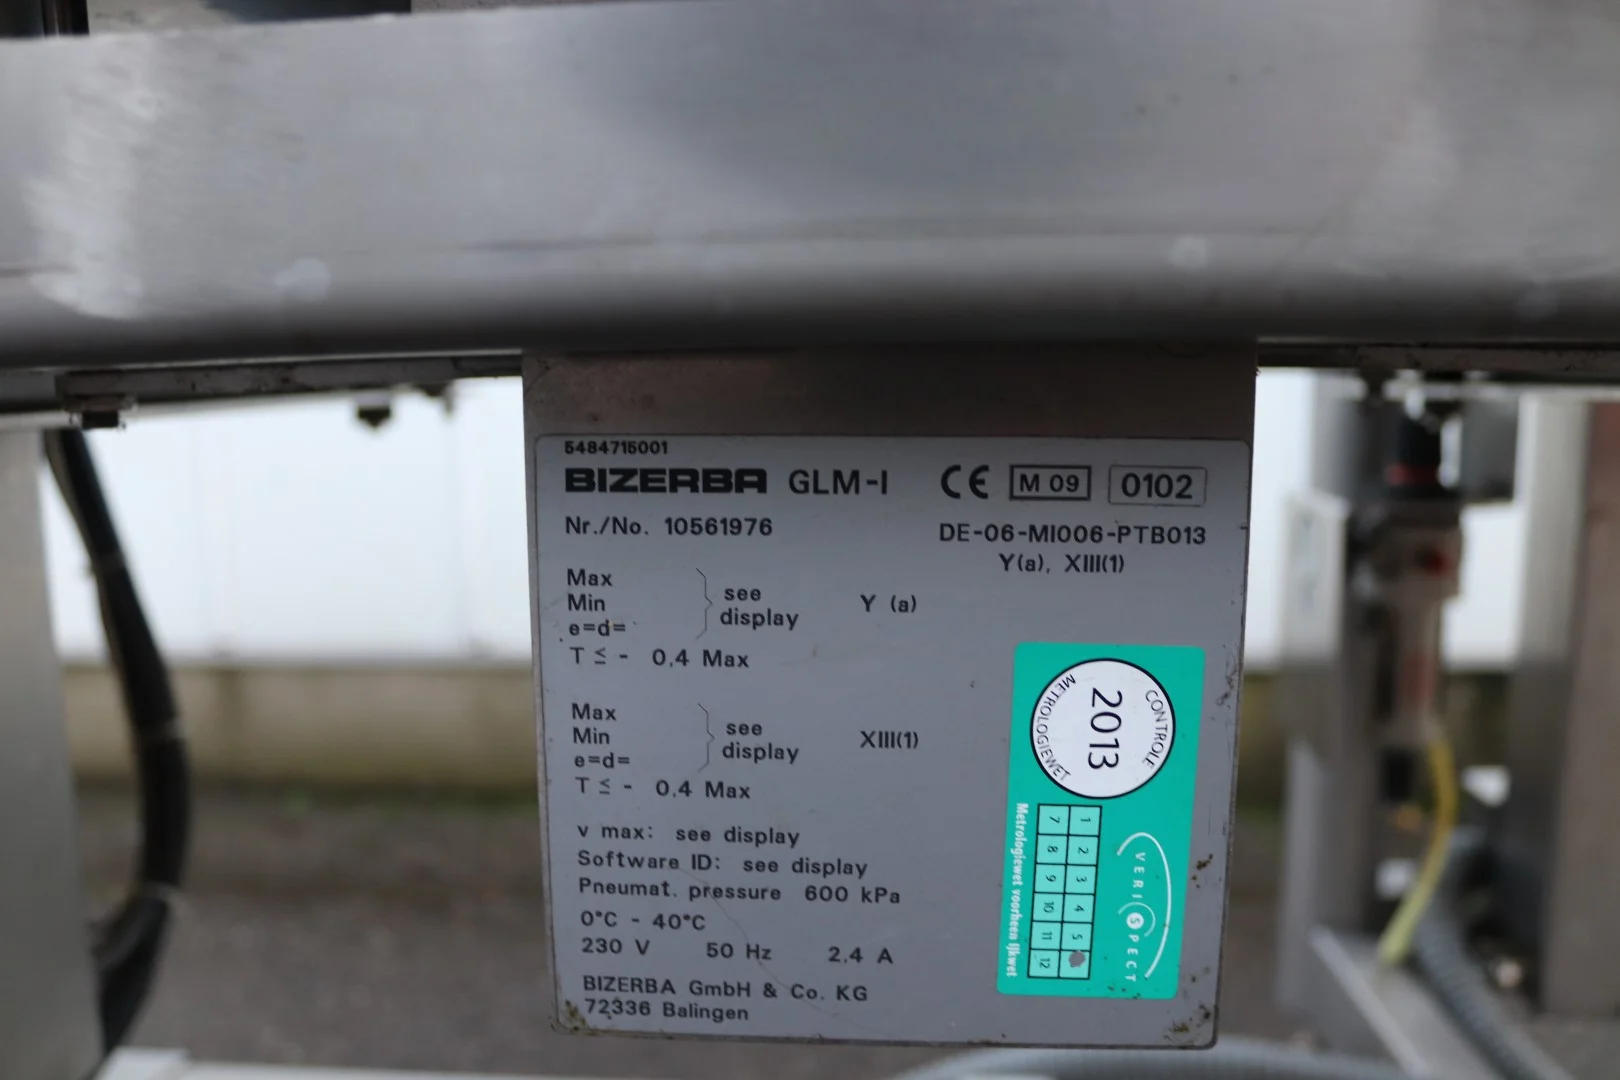 5484715001
BIZERBA GLM-I CE M 09 0102
Nr./No. 10561976 DE-06-MI006-PTB013
Y(a), XIII(1)
Max
Min
e=d=
see
display
Y (a)
T ≤ - 0,4 Max
Max
Min
e=d=
see
display
XIII(1)
T ≤ - 0,4 Max
v max: see display
Software ID: see display
Pneumat. pressure 600 kPa
0°C - 40°C
230 V 50 Hz 2,4 A
BIZERBA GmbH & Co. KG
72336 Balingen
CONTROLE
2013
METROLOGIEWET
VERISPECT
1 2 3 4 5
7 8 9 10 11 12
Metrologiewet voorheen IJkwet